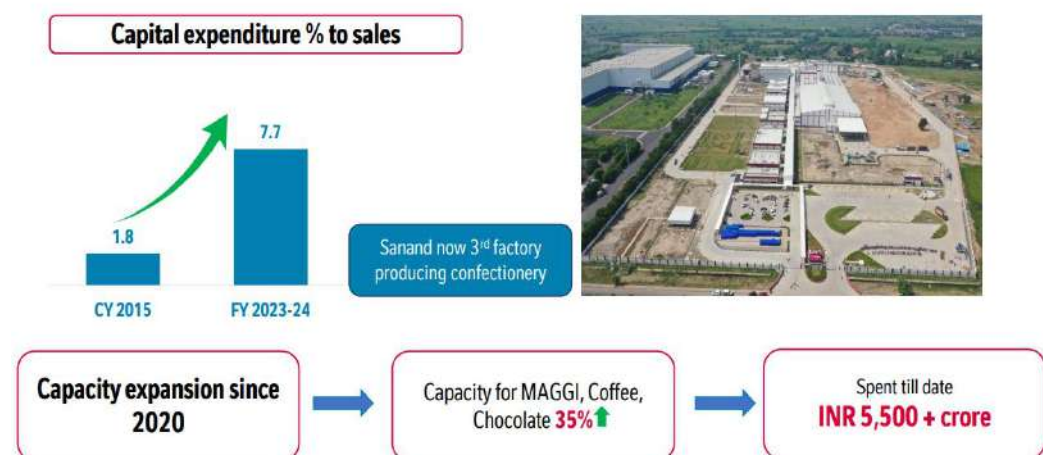 Capital expenditure % to sales
7.7
1.8
CY 2015
FY 2023-24
Sanand now 3rd factory
producing confectionery
Capacity expansion since
2020
Capacity for MAGGI, Coffee,
Chocolate 35%
Spent till date
INR 5,500 + crore